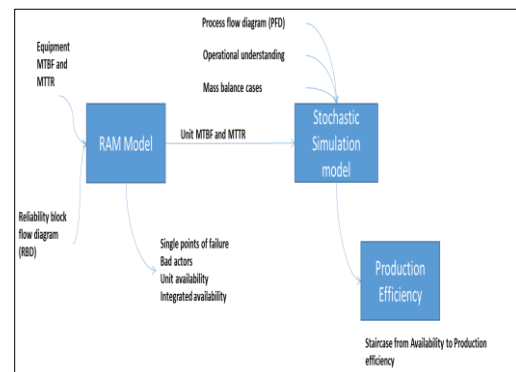 Process flow diagram (PFD)
Operational understanding
Mass balance cases
Equipment
MTBF and
MTTR
RAM Model
Unit MTBF and MTTR
Stochastic
Simulation
model
Reliability block
flow diagram
(RBD)
Single points of failure
Bad actors
Unit availability
Integrated availability
Production
Efficiency
Staircase from Availability to Production
efficiency